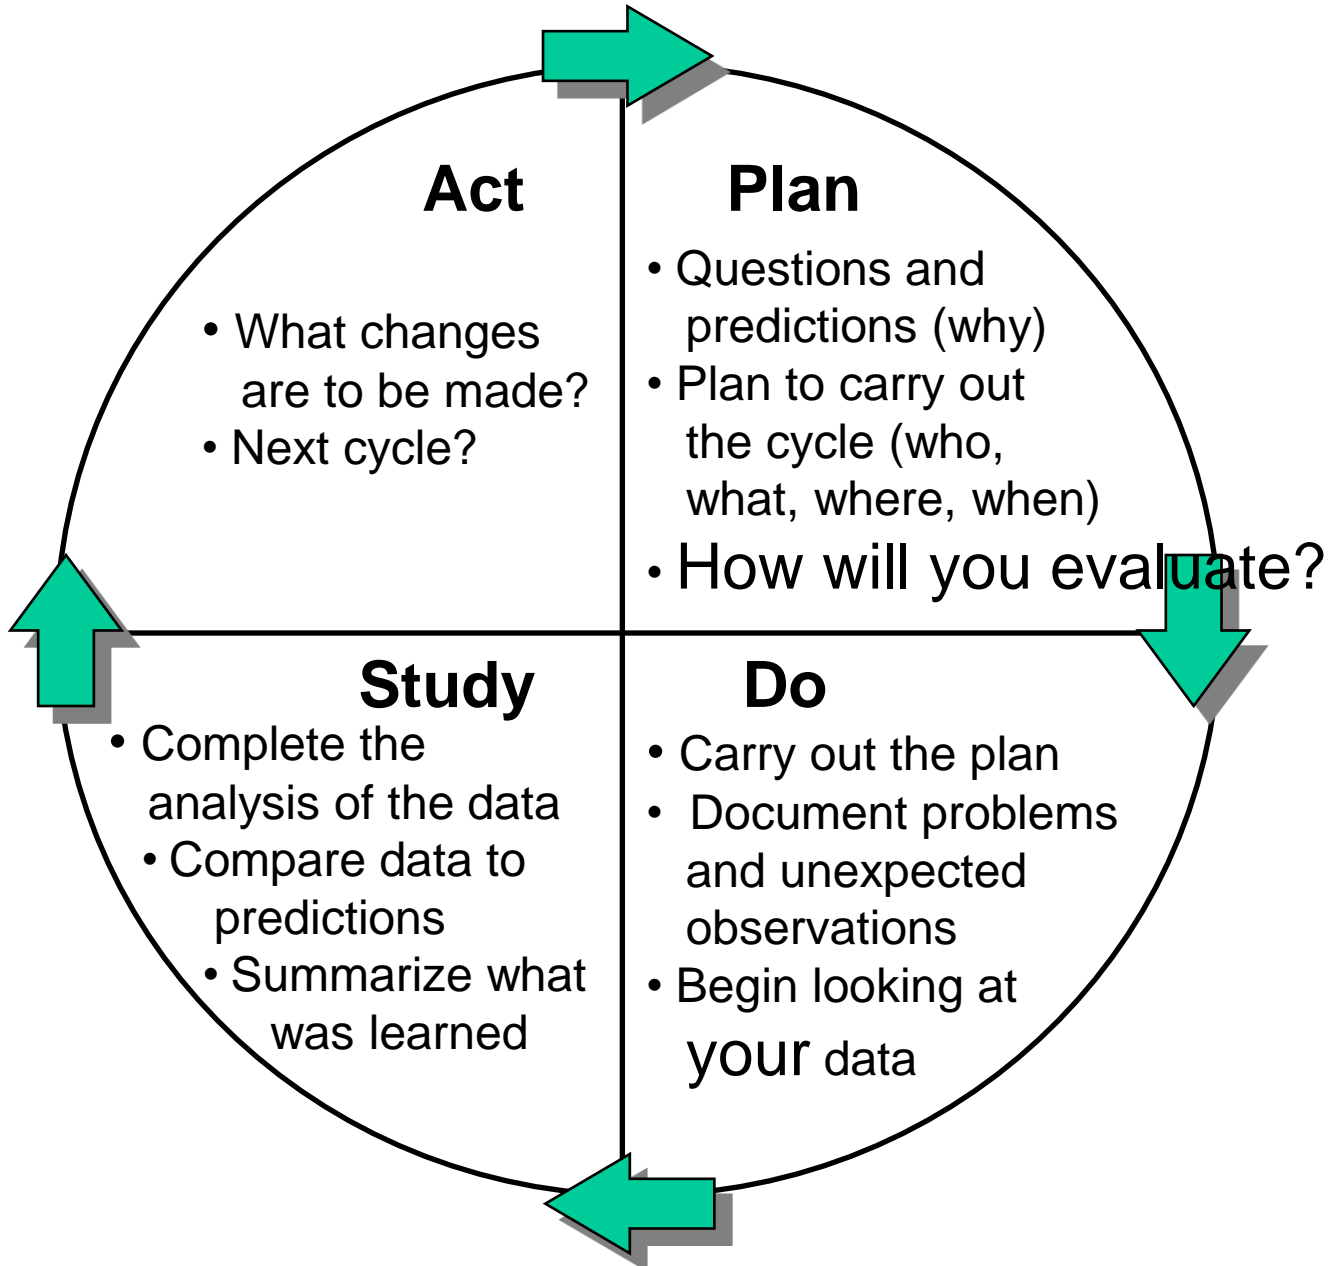 Act
• What changes
are to be made?
• Next cycle?
Plan
• Questions and
predictions (why)
• Plan to carry out
the cycle (who,
what, where, when)
• How will you evaluate?
Study
• Complete the
analysis of the data
• Compare data to
predictions
• Summarize what
was learned
Do
• Carry out the plan
• Document problems
and unexpected
observations
• Begin looking at
your data